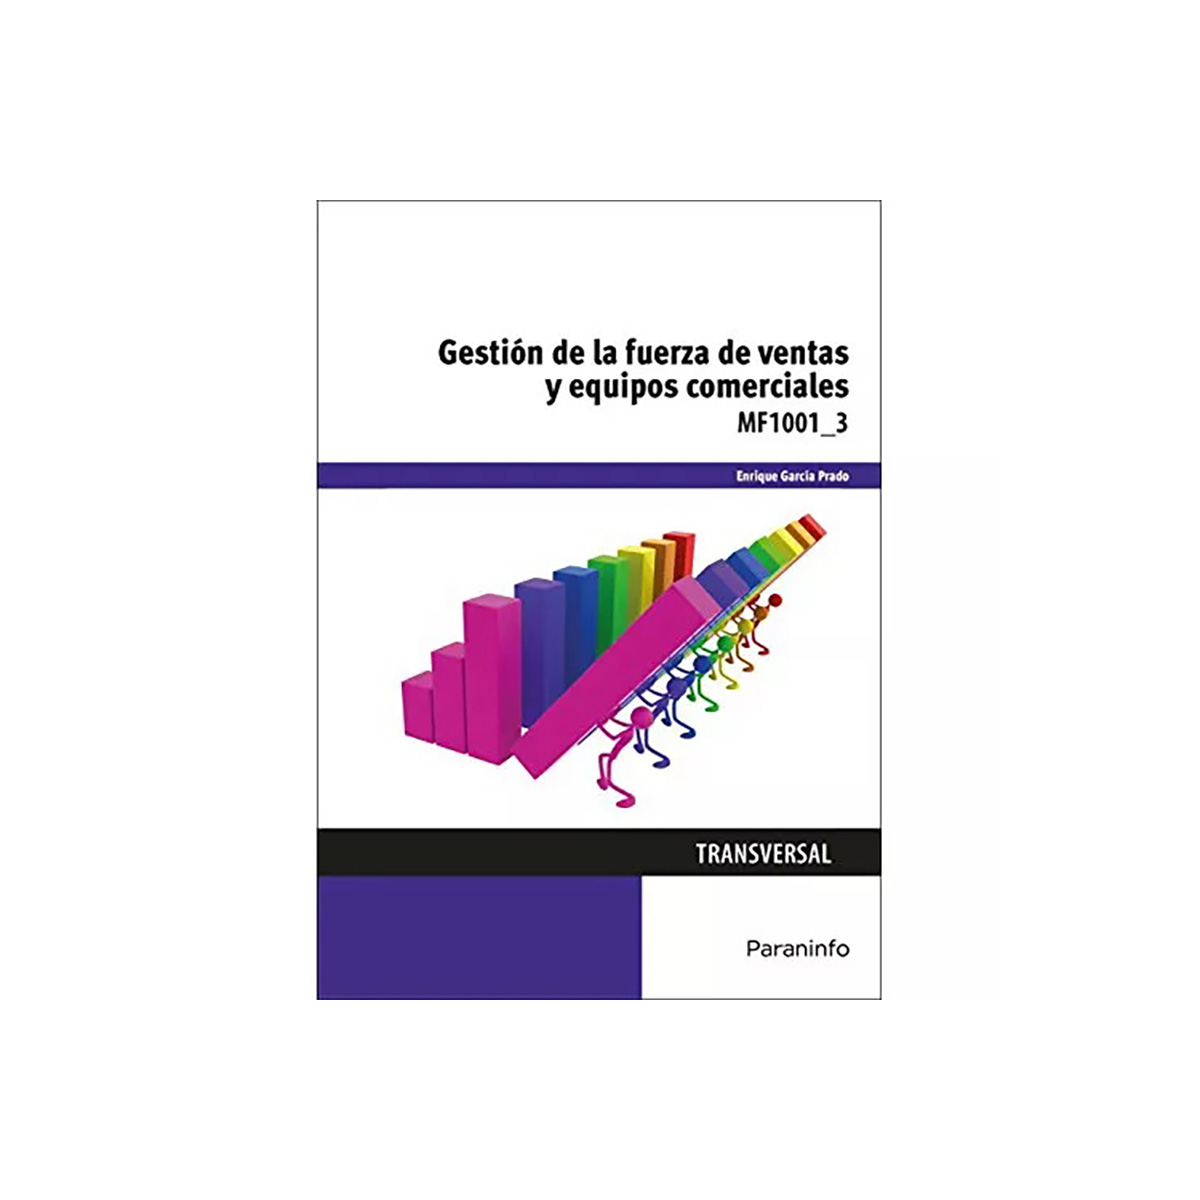 Gestión de la fuerza de ventas
y equipos comerciales
MF1001_3
Enrique García Prado
TRANSVERSAL
Paraninfo